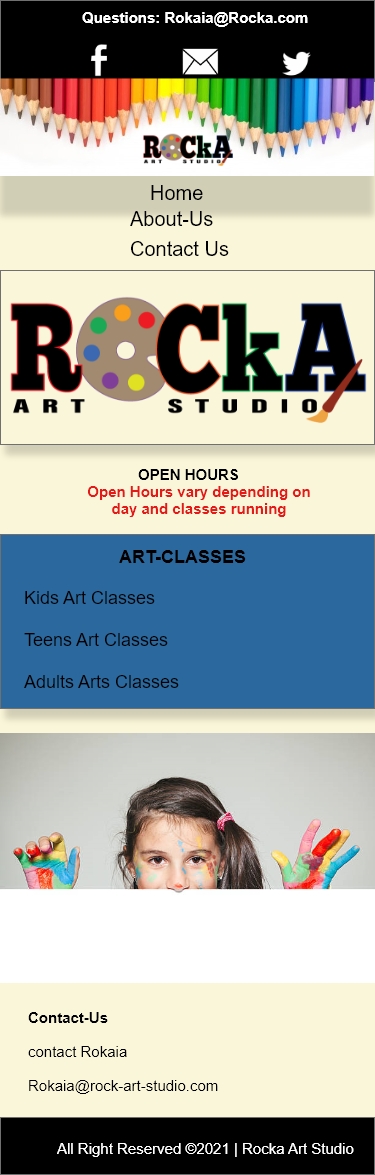 Questions: Rokaia@Rocka.com
ROCkA
ART STUDIO
Home
About-Us
Contact Us
ROCkA
ART STUDIO
OPEN HOURS
Open Hours vary depending on
day and classes running
ART-CLASSES
Kids Art Classes
Teens Art Classes
Adults Arts Classes
Contact-Us
contact Rokaia
Rokaia@rock-art-studio.com
All Right Reserved ©2021 | Rocka Art Studio